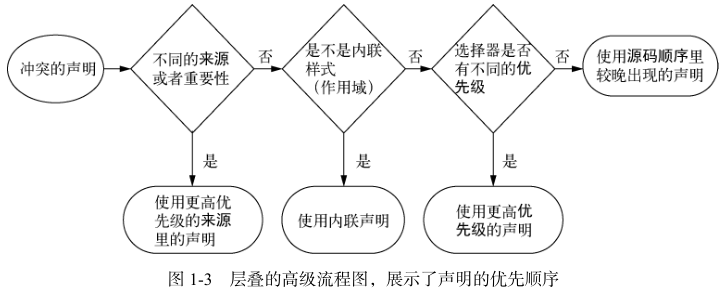 冲突的声明
不同的来源
或者重要性
否
是不是内联
样式
（作用域）
否
选择器是否
有不同的优
先级
否
使用源码顺序里
较晚出现的声明
是
是
是
使用更高优
先级的来源
里的声明
使用内联声明
使用更高优
先级的声明
图 1-3 层叠的高级流程图，展示了声明的优先顺序